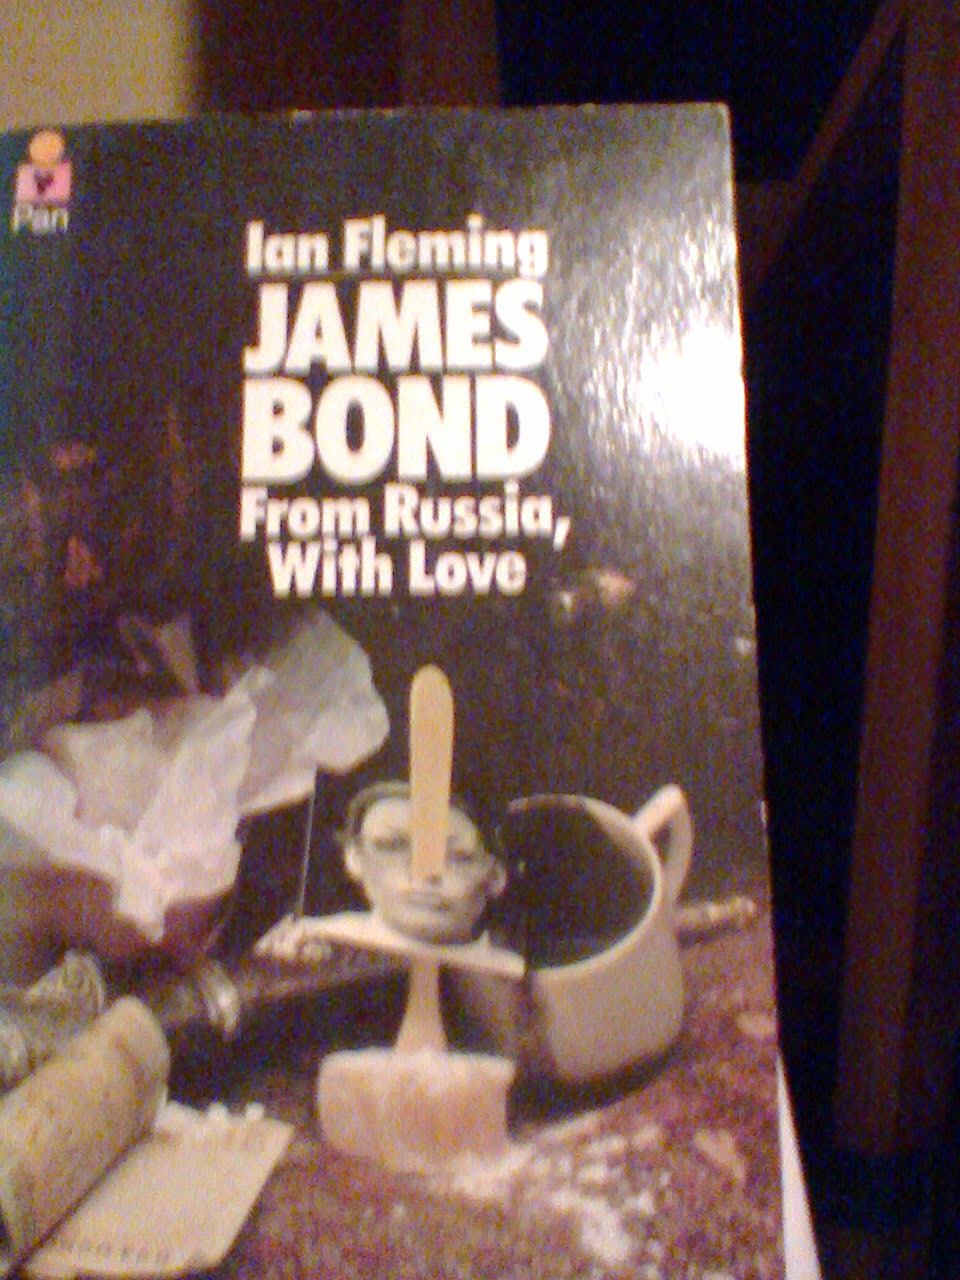 Pan
Ian Fleming
JAMES
BOND
From Russia,
With Love